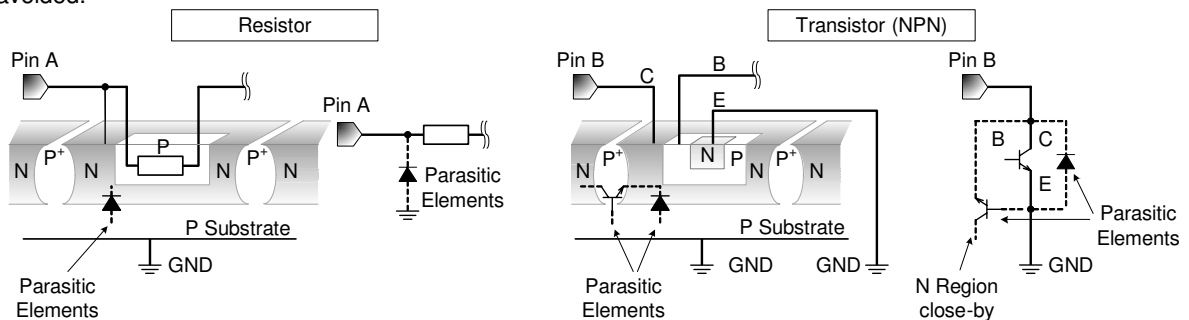 avoided.
Resistor
Transistor (NPN)
Pin A
Pin A
N
P+
N
P
N
P+
N
Parasitic
Elements
P Substrate
GND
Parasitic
Elements
Pin B
C
B
E
N
P+
N
N
P
N
P+
N
P Substrate
GND
GND
Parasitic
Elements
Pin B
B
C
E
Parasitic
Elements
GND
N Region
close-by